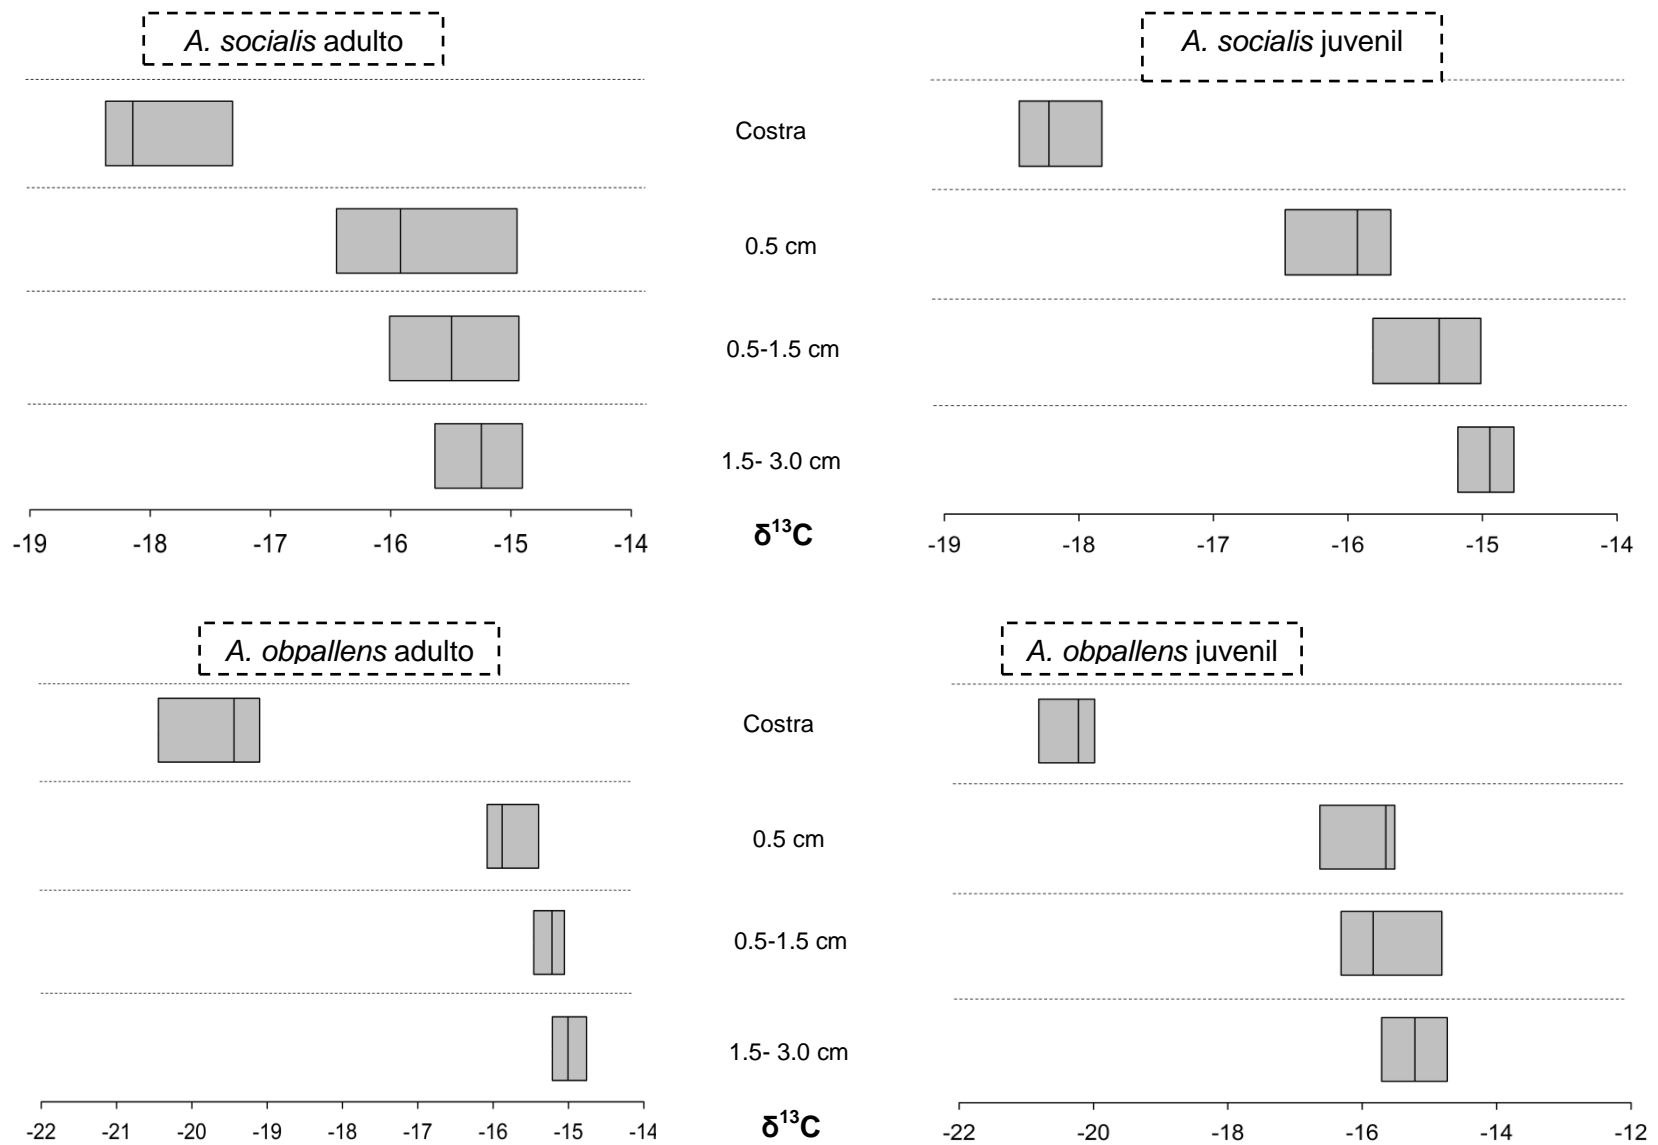 A. socialis adulto
A. socialis juvenil
Costra
0.5 cm
0.5-1.5 cm
1.5- 3.0 cm
-19 -18 -17 -16 -15 -14
δ¹³C
-19 -18 -17 -16 -15 -14
A. obpallens adulto
A. obpallens juvenil
Costra
0.5 cm
0.5-1.5 cm
1.5- 3.0 cm
-22 -21 -20 -19 -18 -17 -16 -15 -14
δ¹³C
-22 -20 -18 -16 -14 -12